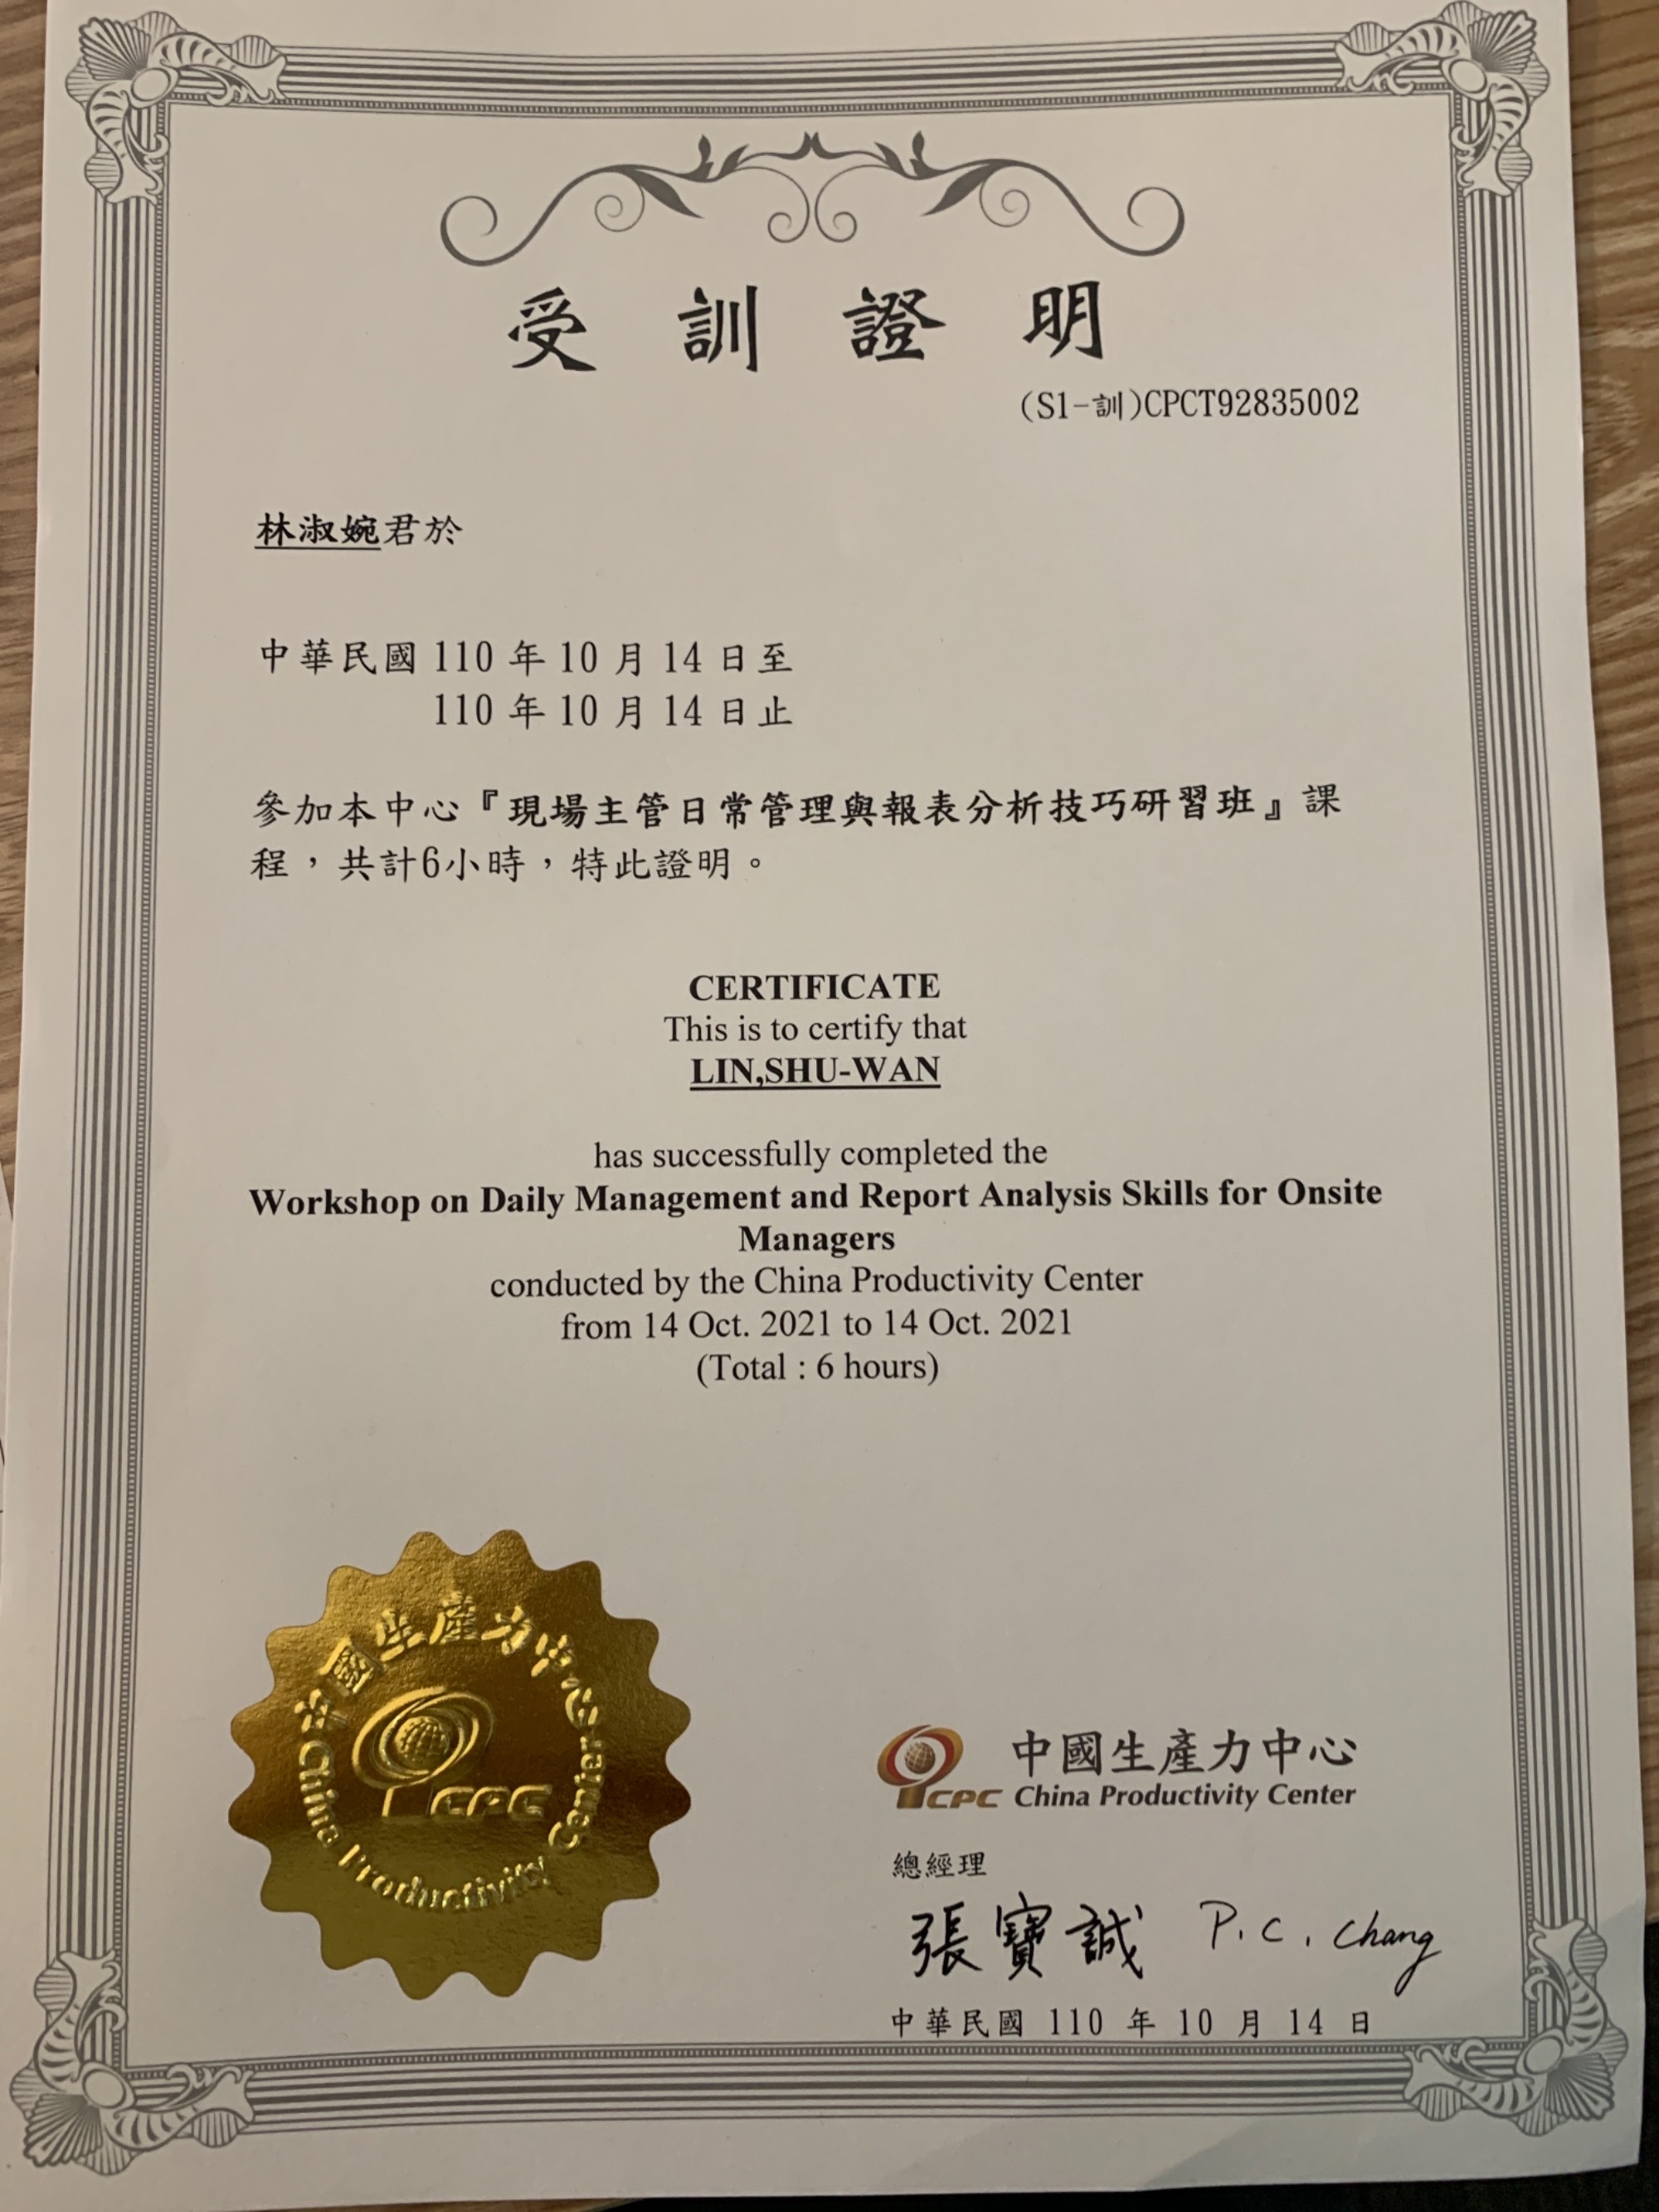 受訓證明
(S1-訓)CPCT92835002
林淑婉君於
中華民國 110 年 10 月 14 日至
110 年 10 月 14 日止
參加本中心『現場主管日常管理與報表分析技巧研習班』課
程，共計6小時，特此證明。
CERTIFICATE
This is to certify that
LIN,SHU-WAN
has successfully completed the
Workshop on Daily Management and Report Analysis Skills for Onsite
Managers
conducted by the China Productivity Center
from 14 Oct. 2021 to 14 Oct. 2021
(Total : 6 hours)
中國生產力中心
CPC
China Productivity Center
中國生產力中心
CPC China Productivity Center
總經理
張寶誠 P.C. Chang
中華民國 110 年 10 月 14 日